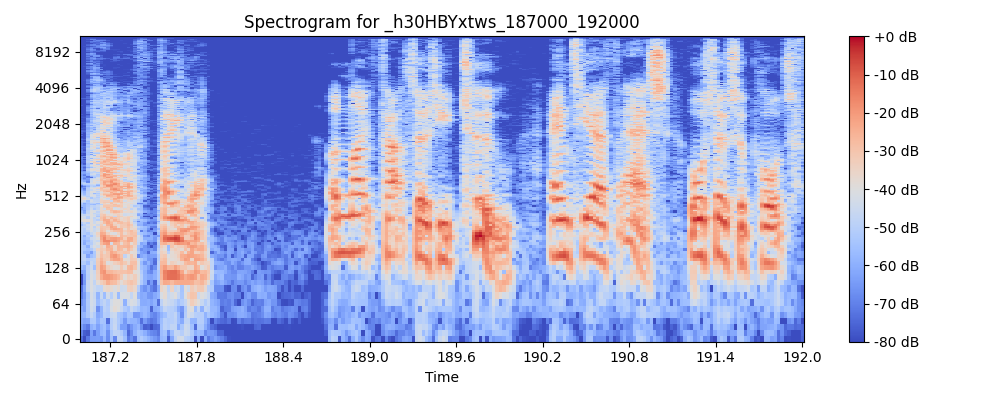 Spectrogram for _h30HBYxtws_187000_192000
8192
4096
2048
1024
512
256
128
64
0
Hz
187.2 187.8 188.4 189.0 189.6 190.2 190.8 191.4 192.0
Time
+0 dB
-10 dB
-20 dB
-30 dB
-40 dB
-50 dB
-60 dB
-70 dB
-80 dB